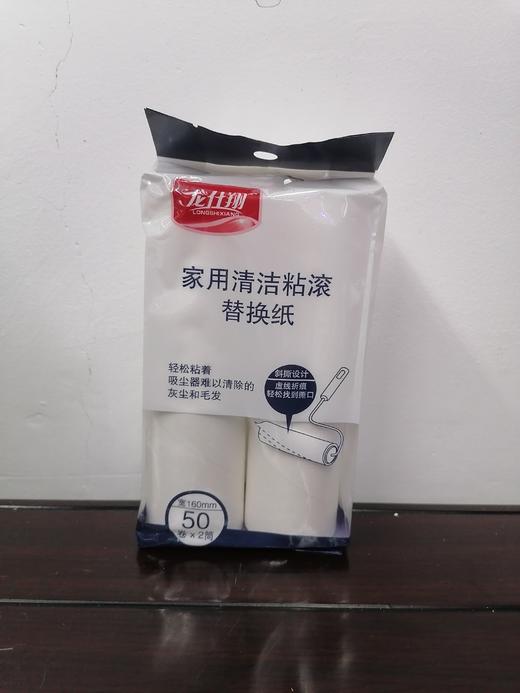 龙仕翔
LONGSHIXIANG
家用清洁粘滚
替换纸
轻松粘着
吸尘器难以清除的
灰尘和毛发
斜撕设计
虚线折痕
轻松找到撕口
宽160mm
50
卷×2筒